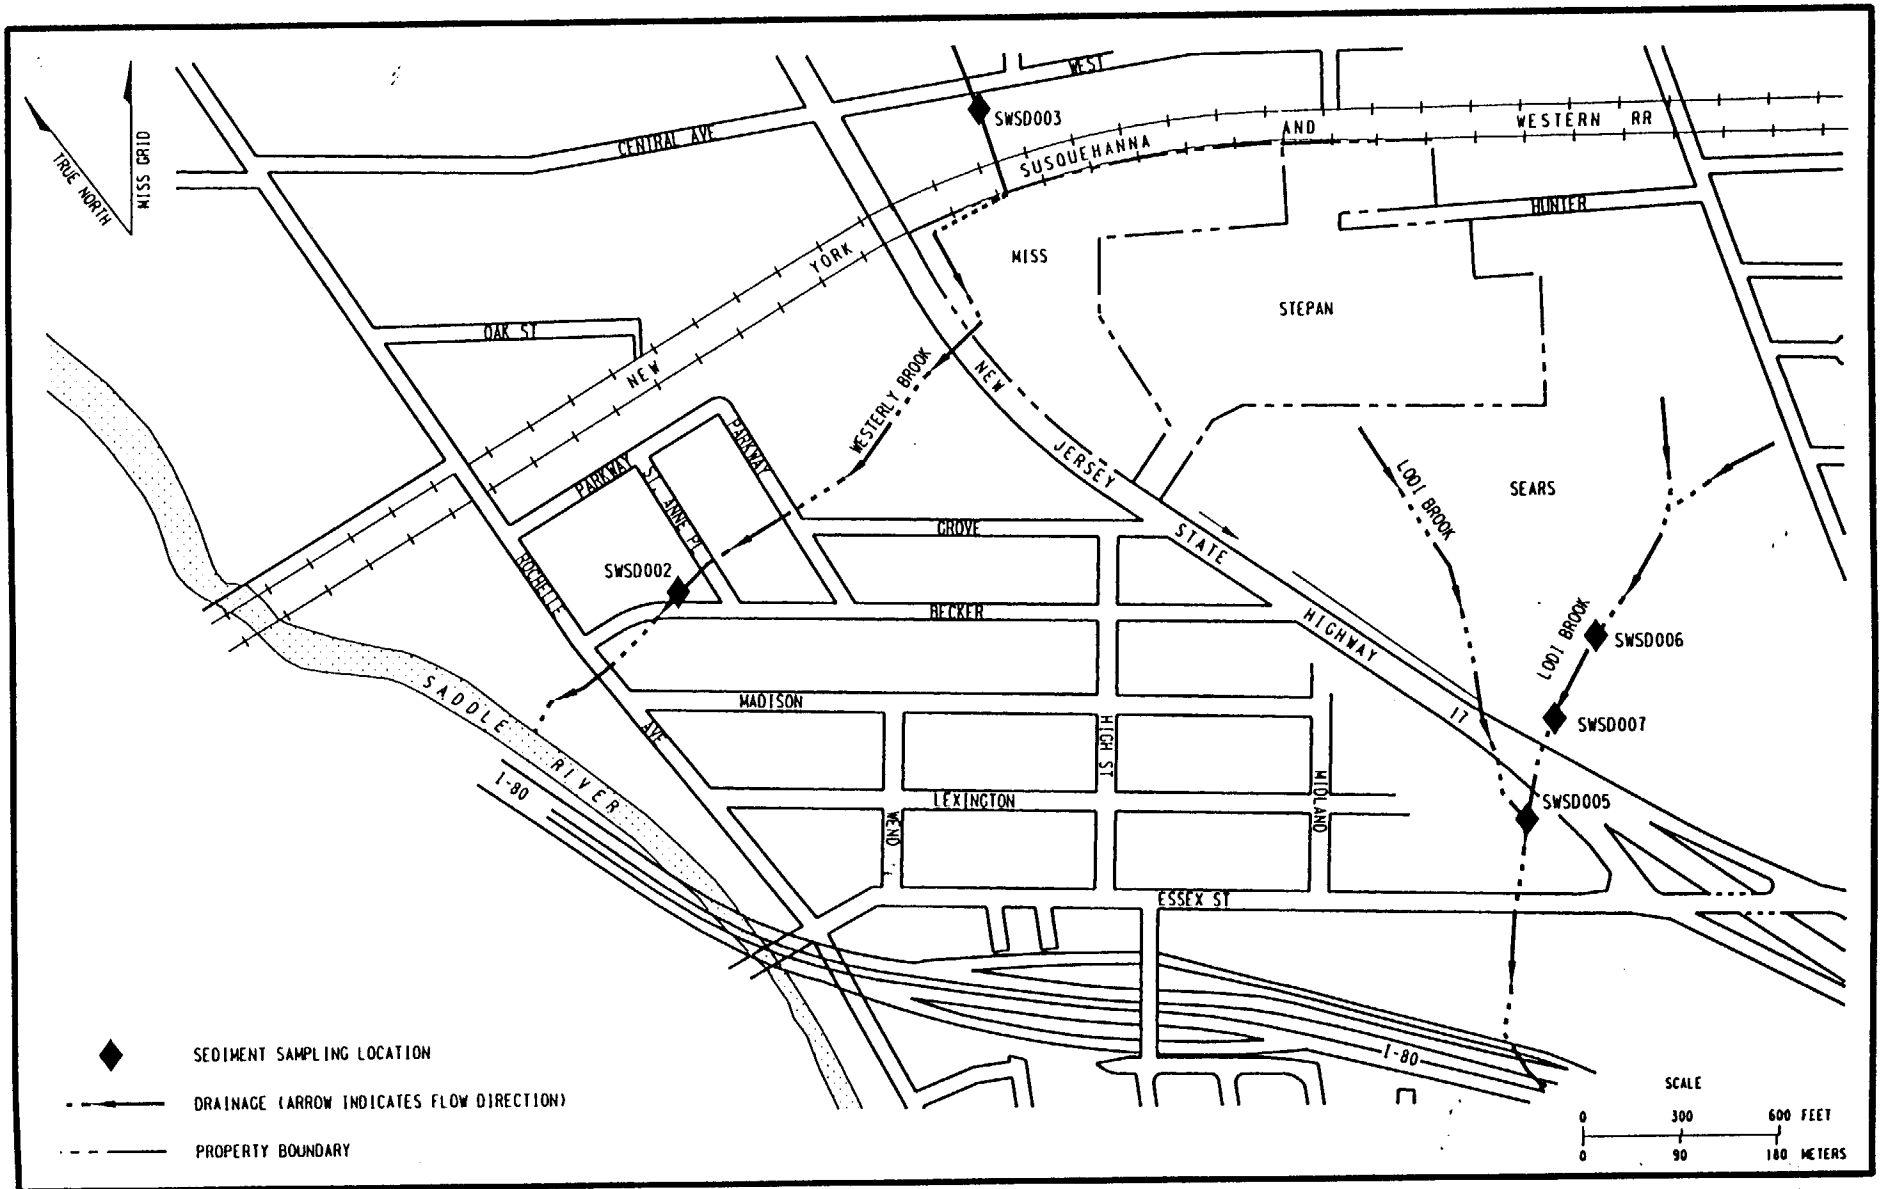 WEST
SWSD003
CENTRAL AVE
TRUE NORTH
MISS GRID
NEW YORK SUSQUEHANNA AND WESTERN RR
HUNTER
MISS
STEPAN
OAK ST
WESTERLY BROOK
NEW JERSEY STATE HIGHWAY 17
PARKWAY
PARKWAY
ST. ANNE PL
LODI BROOK
SEARS
GROVE
SWSD002
ROCHELLE AVE
BECKER
LODI BROOK
SWSD006
SADDLE RIVER
MADISON
HIGH ST
SWSD007
I-80
LEXINGTON
WEND
MIDLAND
SWSD005
ESSEX ST
I-80
SEDIMENT SAMPLING LOCATION
DRAINAGE (ARROW INDICATES FLOW DIRECTION)
PROPERTY BOUNDARY
SCALE
0 300 600 FEET
0 90 180 METERS